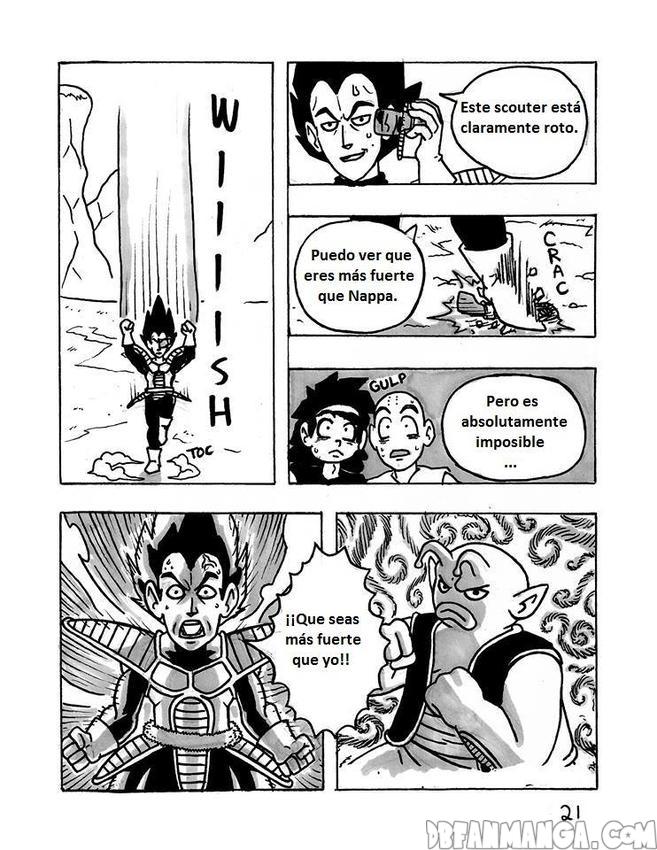 WIIIISH
TOC
Este scouter está
claramente roto.
Puedo ver que
eres más fuerte
que Nappa.
CRAC
GULP
Pero es
absolutamente
imposible
...
¡¡Que seas
más fuerte
que yo!!
21
DBFANMANGA.COM